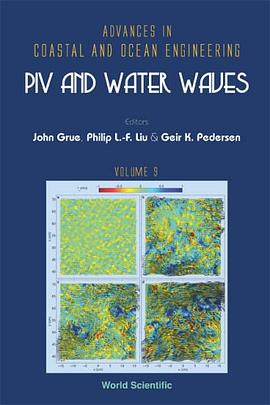 ADVANCES IN
COASTAL AND OCEAN ENGINEERING
PIV AND WATER WAVES
Editors
John Grue, Philip L.-F. Liu & Geir K. Pedersen
VOLUME 9
World Scientific